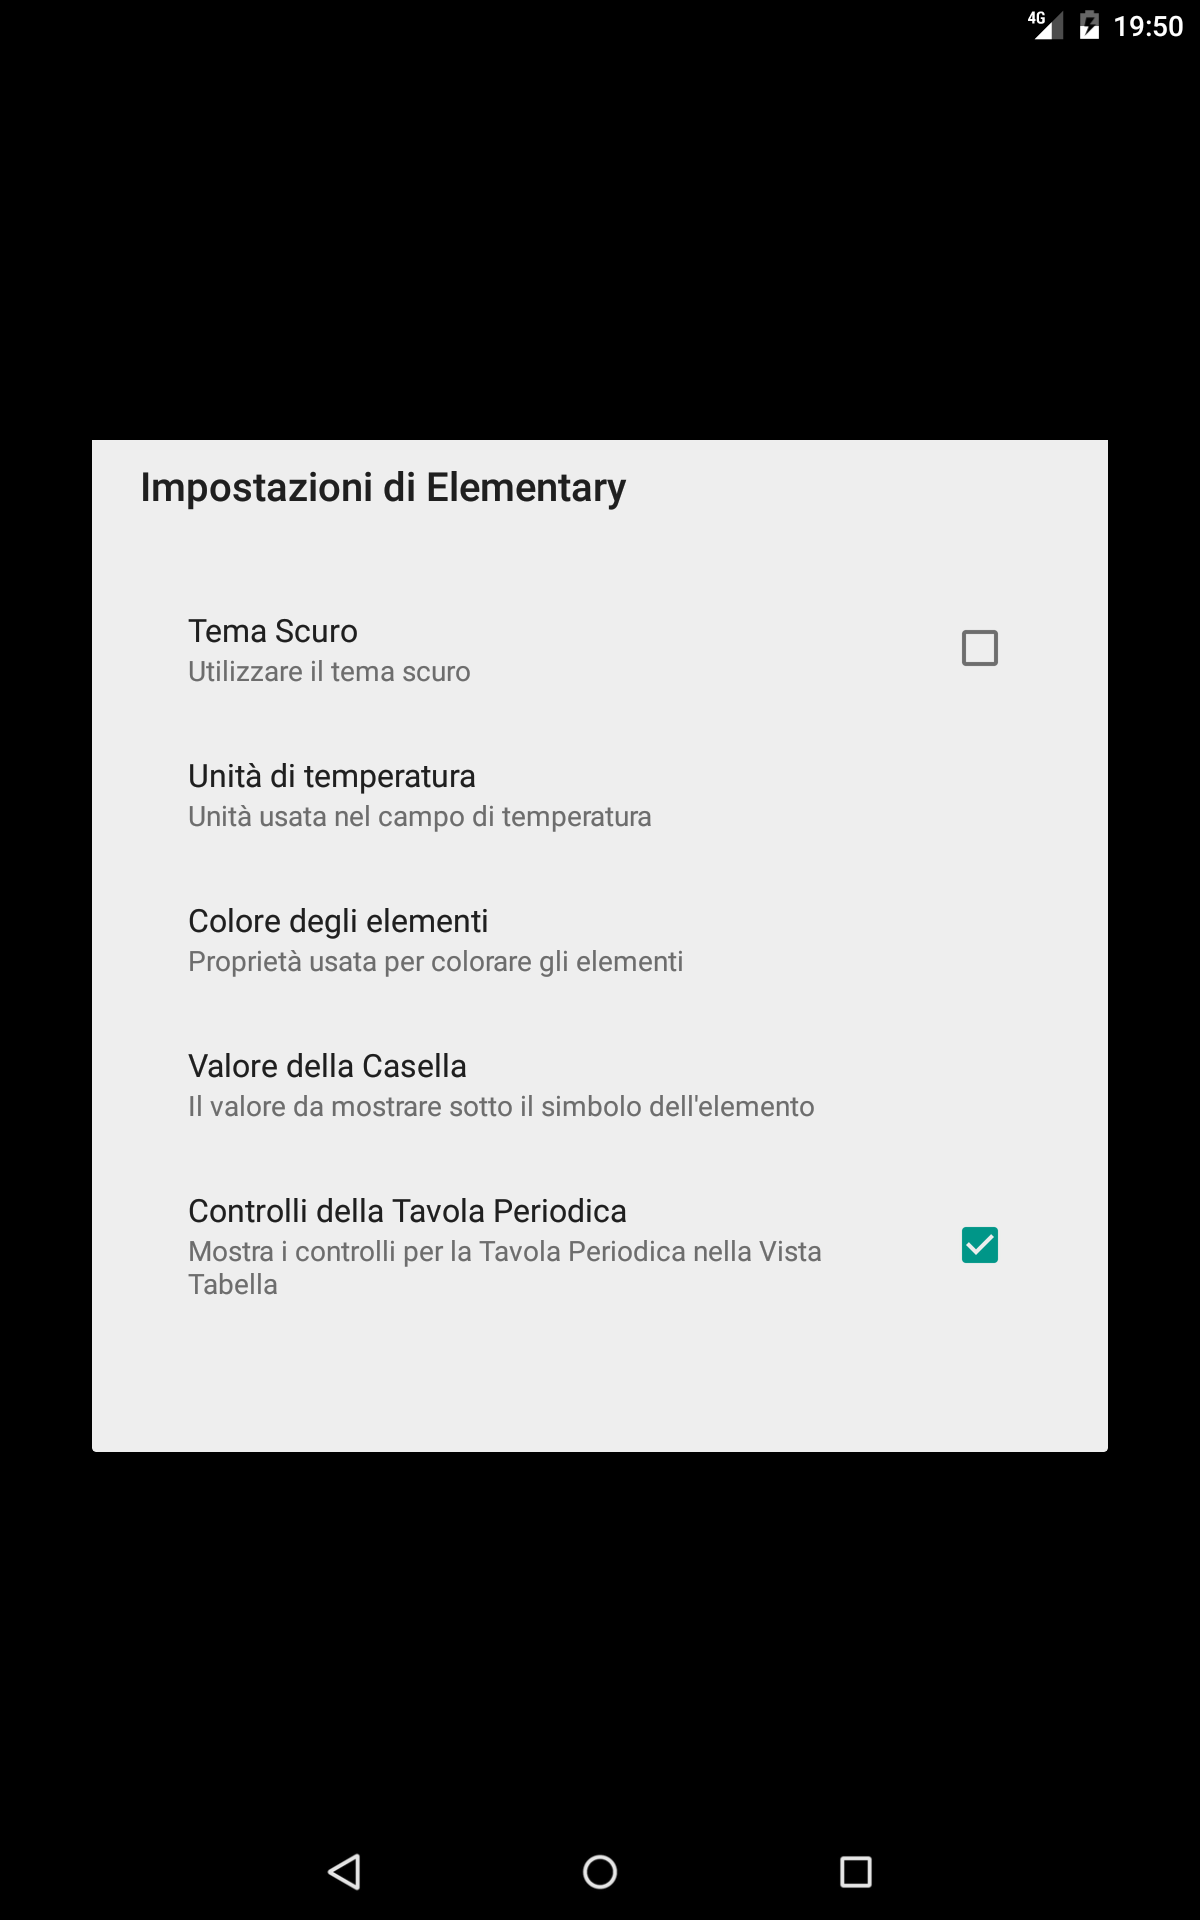 4G 19:50
Impostazioni di Elementary
Tema Scuro
Utilizzare il tema scuro
Unità di temperatura
Unità usata nel campo di temperatura
Colore degli elementi
Proprietà usata per colorare gli elementi
Valore della Casella
Il valore da mostrare sotto il simbolo dell'elemento
Controlli della Tavola Periodica
Mostra i controlli per la Tavola Periodica nella Vista
Tabella